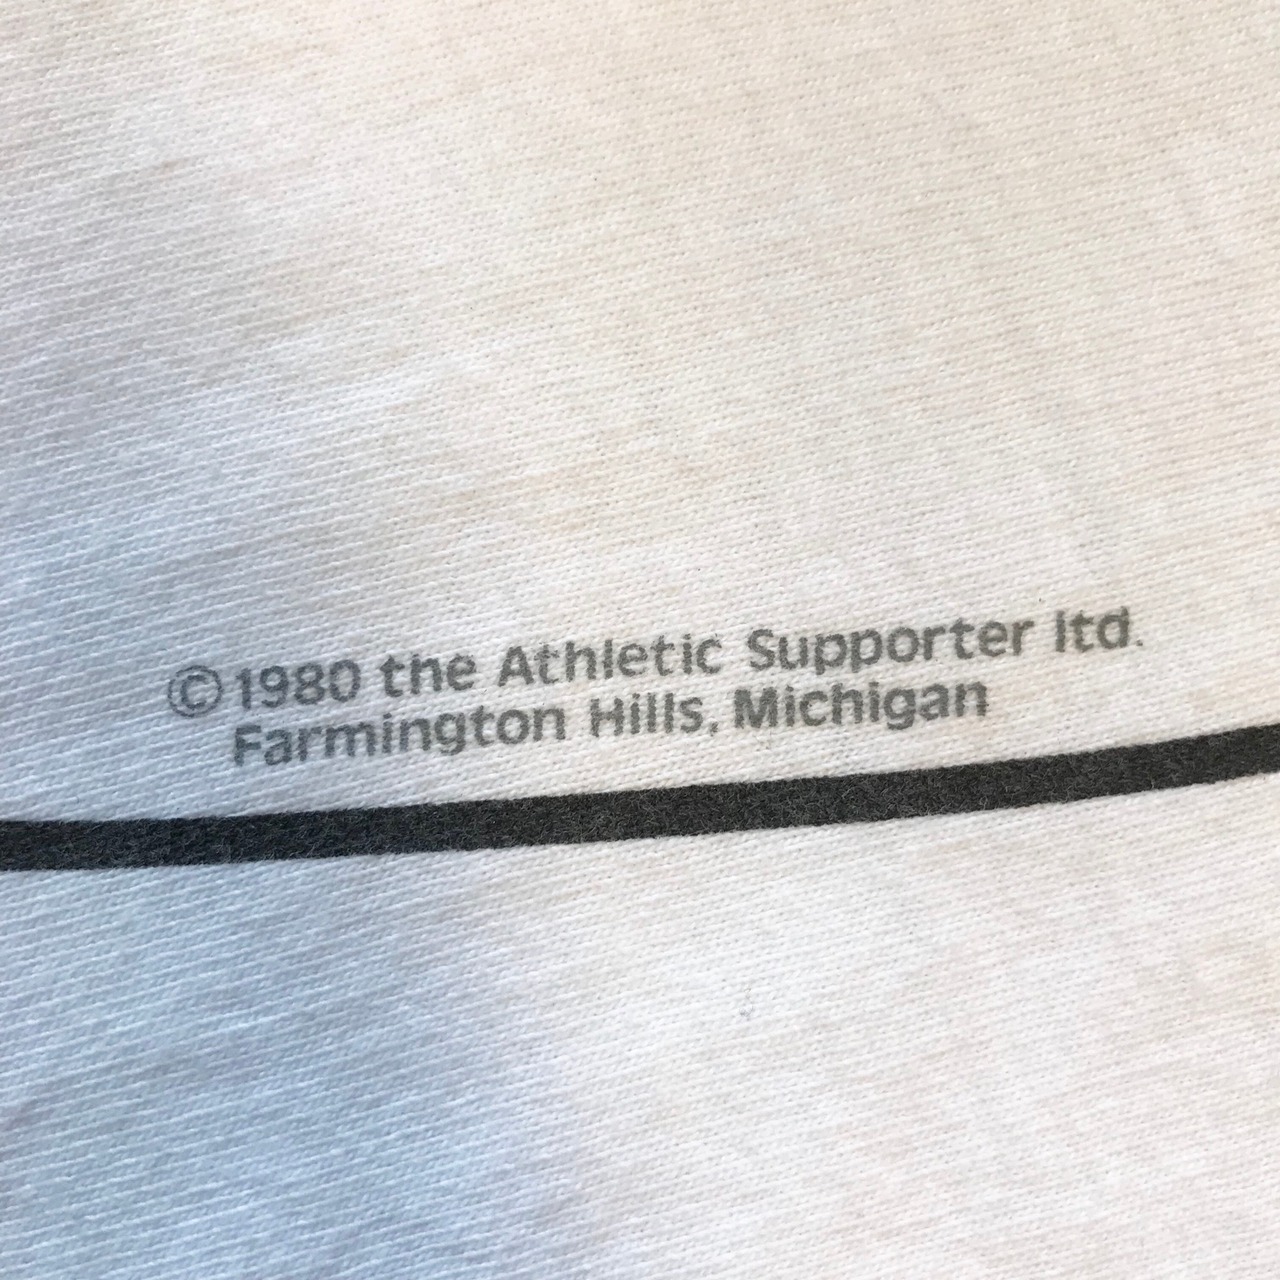 ©1980 the Athletic Supporter ltd.
Farmington Hills, Michigan